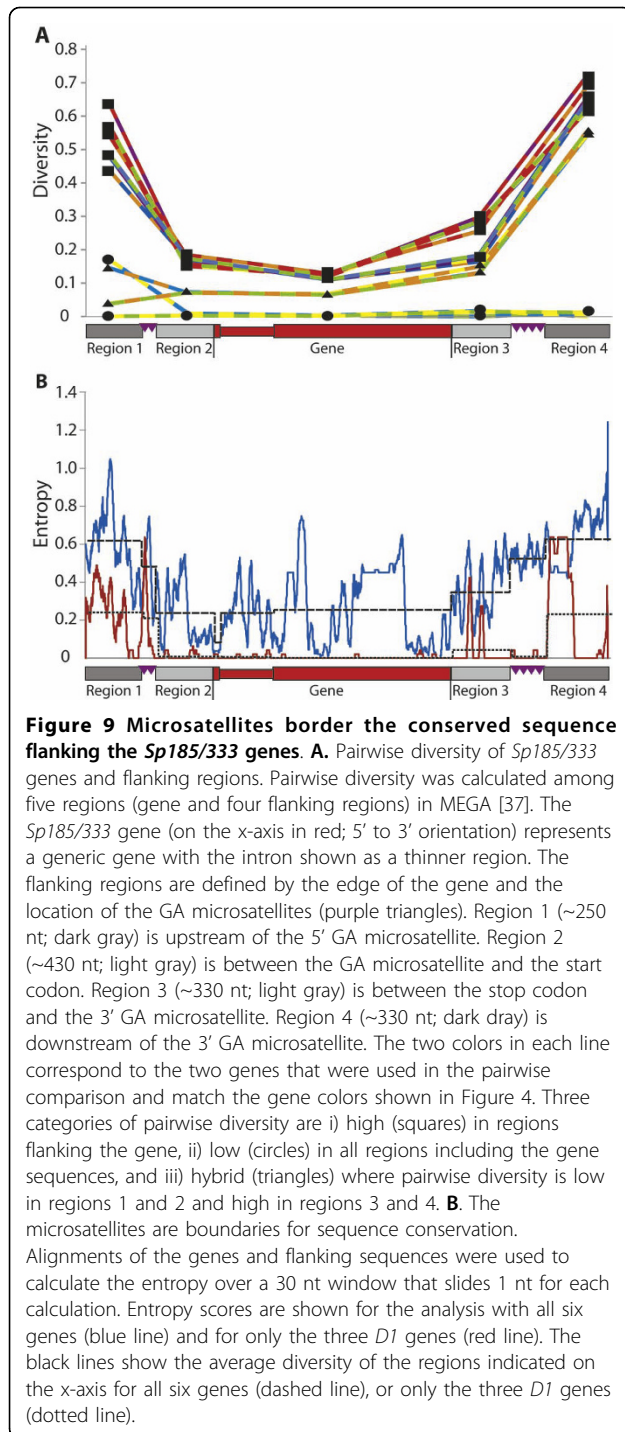 A
0.8
0.7
0.6
0.5
0.4
0.3
0.2
0.1
0
Diversity
Region 1 Region 2 Gene Region 3 Region 4
B
1.4
1.2
1.0
0.8
0.6
0.4
0.2
0
Entropy
Region 1 Region 2 Gene Region 3 Region 4
Figure 9 Microsatellites border the conserved sequence
flanking the Sp185/333 genes. A. Pairwise diversity of Sp185/333
genes and flanking regions. Pairwise diversity was calculated among
five regions (gene and four flanking regions) in MEGA [37]. The
Sp185/333 gene (on the x-axis in red; 5' to 3' orientation) represents
a generic gene with the intron shown as a thinner region. The
flanking regions are defined by the edge of the gene and the
location of the GA microsatellites (purple triangles). Region 1 (~250
nt; dark gray) is upstream of the 5' GA microsatellite. Region 2
(~430 nt; light gray) is between the GA microsatellite and the start
codon. Region 3 (~330 nt; light gray) is between the stop codon
and the 3' GA microsatellite. Region 4 (~330 nt; dark dray) is
downstream of the 3' GA microsatellite. The two colors in each line
correspond to the two genes that were used in the pairwise
comparison and match the gene colors shown in Figure 4. Three
categories of pairwise diversity are i) high (squares) in regions
flanking the gene, ii) low (circles) in all regions including the gene
sequences, and iii) hybrid (triangles) where pairwise diversity is low
in regions 1 and 2 and high in regions 3 and 4. B. The
microsatellites are boundaries for sequence conservation.
Alignments of the genes and flanking sequences were used to
calculate the entropy over a 30 nt window that slides 1 nt for each
calculation. Entropy scores are shown for the analysis with all six
genes (blue line) and for only the three D1 genes (red line). The
black lines show the average diversity of the regions indicated on
the x-axis for all six genes (dashed line), or only the three D1 genes
(dotted line).